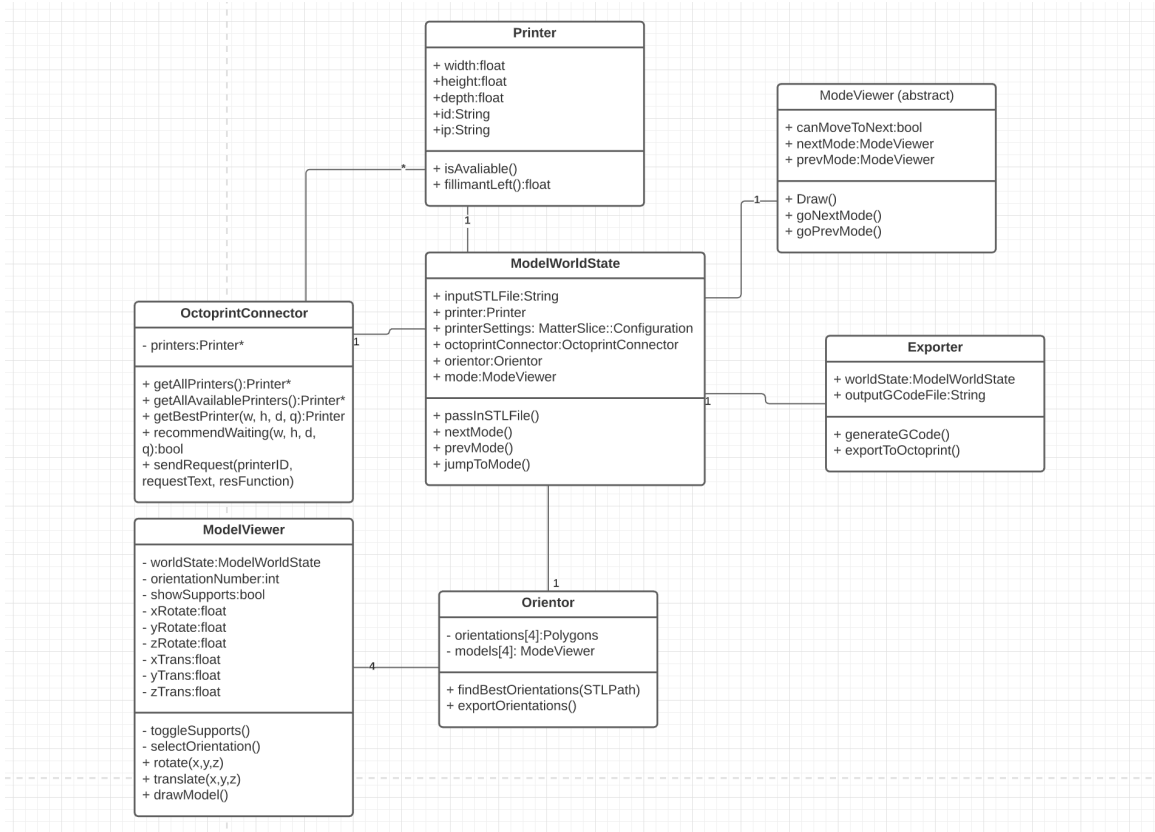 Printer
+ width:float
+height:float
+depth:float
+id:String
+ip:String
+ isAvaliable()
+ fillimantLeft():float
ModeViewer (abstract)
+ canMoveToNext:bool
+ nextMode:ModeViewer
+ prevMode:ModeViewer
+ Draw()
+ goNextMode()
+ goPrevMode()
*
1
1
ModelWorldState
+ inputSTLFile:String
+ printer:Printer
+ printerSettings: MatterSlice::Configuration
+ octoprintConnector:OctoprintConnector
+ orientor:Orientor
+ mode:ModeViewer
+ passInSTLFile()
+ nextMode()
+ prevMode()
+ jumpToMode()
OctoprintConnector
- printers:Printer*
+ getAllPrinters():Printer*
+ getAllAvailablePrinters():Printer*
+ getBestPrinter(w, h, d, q):Printer
+ recommendWaiting(w, h, d,
q):bool
+ sendRequest(printerID,
requestText, resFunction)
1
1
Exporter
+ worldState:ModelWorldState
+ outputGCodeFile:String
+ generateGCode()
+ exportToOctoprint()
ModelViewer
- worldState:ModelWorldState
- orientationNumber:int
- showSupports:bool
- xRotate:float
- yRotate:float
- zRotate:float
- xTrans:float
- yTrans:float
- zTrans:float
- toggleSupports()
- selectOrientation()
+ rotate(x,y,z)
+ translate(x,y,z)
+ drawModel()
4
1
Orientor
- orientations[4]:Polygons
- models[4]: ModeViewer
+ findBestOrientations(STLPath)
+ exportOrientations()